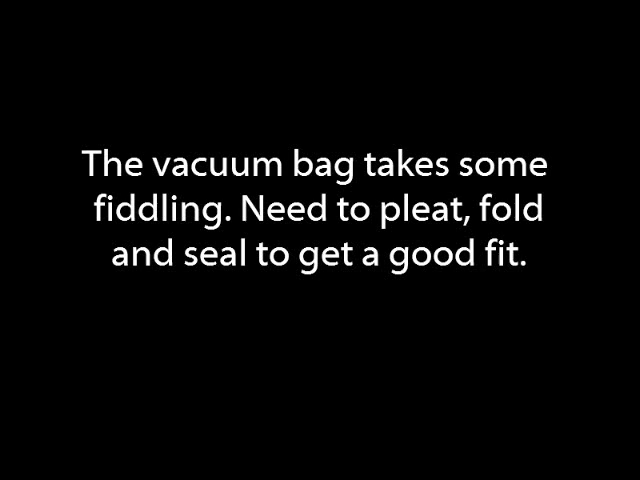 The vacuum bag takes some
fiddling. Need to pleat, fold
and seal to get a good fit.